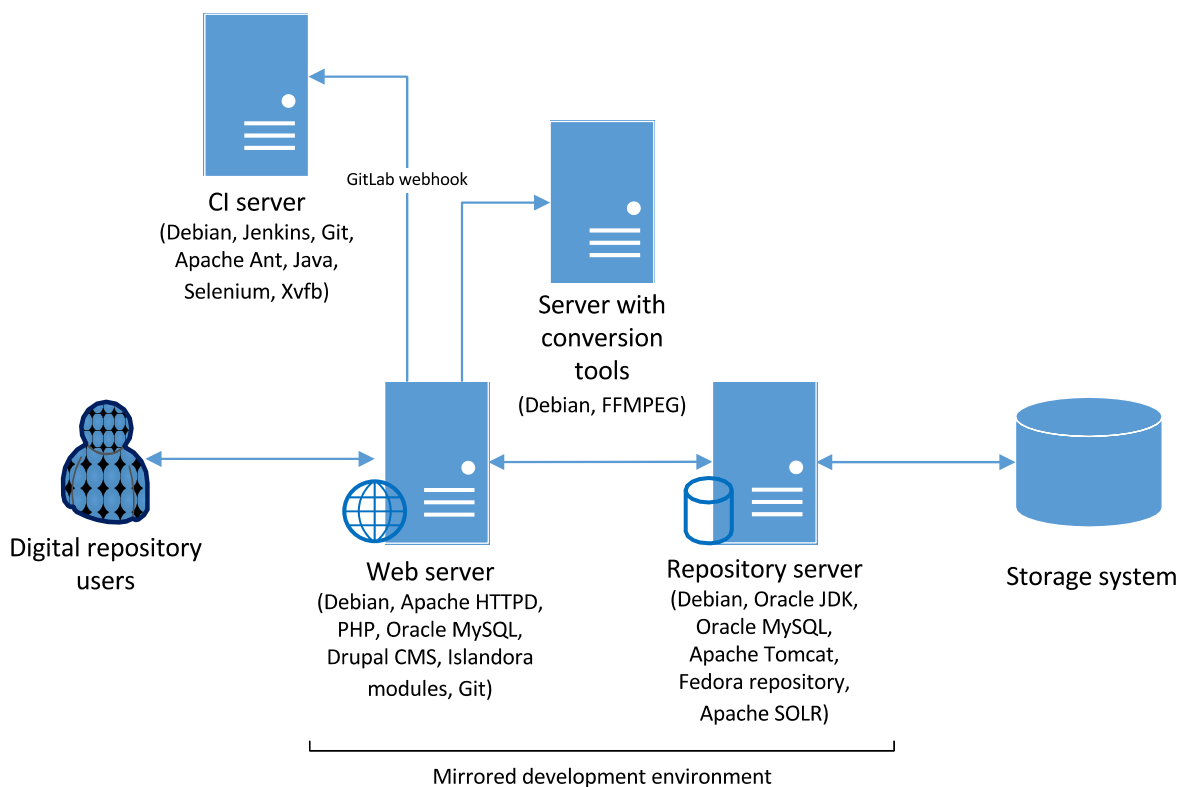 GitLab webhook
CI server
(Debian, Jenkins, Git,
Apache Ant, Java,
Selenium, Xvfb)
Server with
conversion
tools
(Debian, FFMPEG)
Digital repository
users
Web server
(Debian, Apache HTTPD,
PHP, Oracle MySQL,
Drupal CMS, Islandora
modules, Git)
Repository server
(Debian, Oracle JDK,
Oracle MySQL,
Apache Tomcat,
Fedora repository,
Apache SOLR)
Storage system
Mirrored development environment